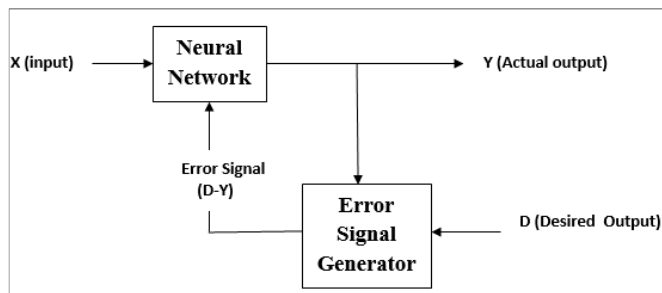 X (input)
Neural
Network
Y (Actual output)
Error Signal
(D-Y)
Error
Signal
Generator
D (Desired Output)